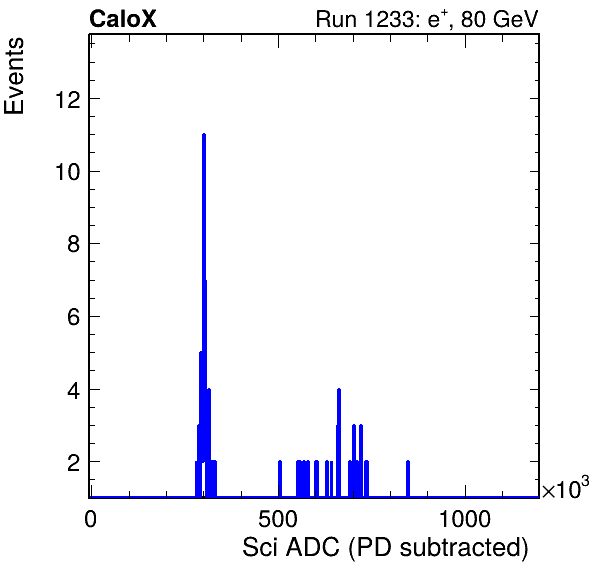 CaloX Run 1233: e⁺, 80 GeV
Events
12
10
8
6
4
2
×10³
0 500 1000
Sci ADC (PD subtracted)